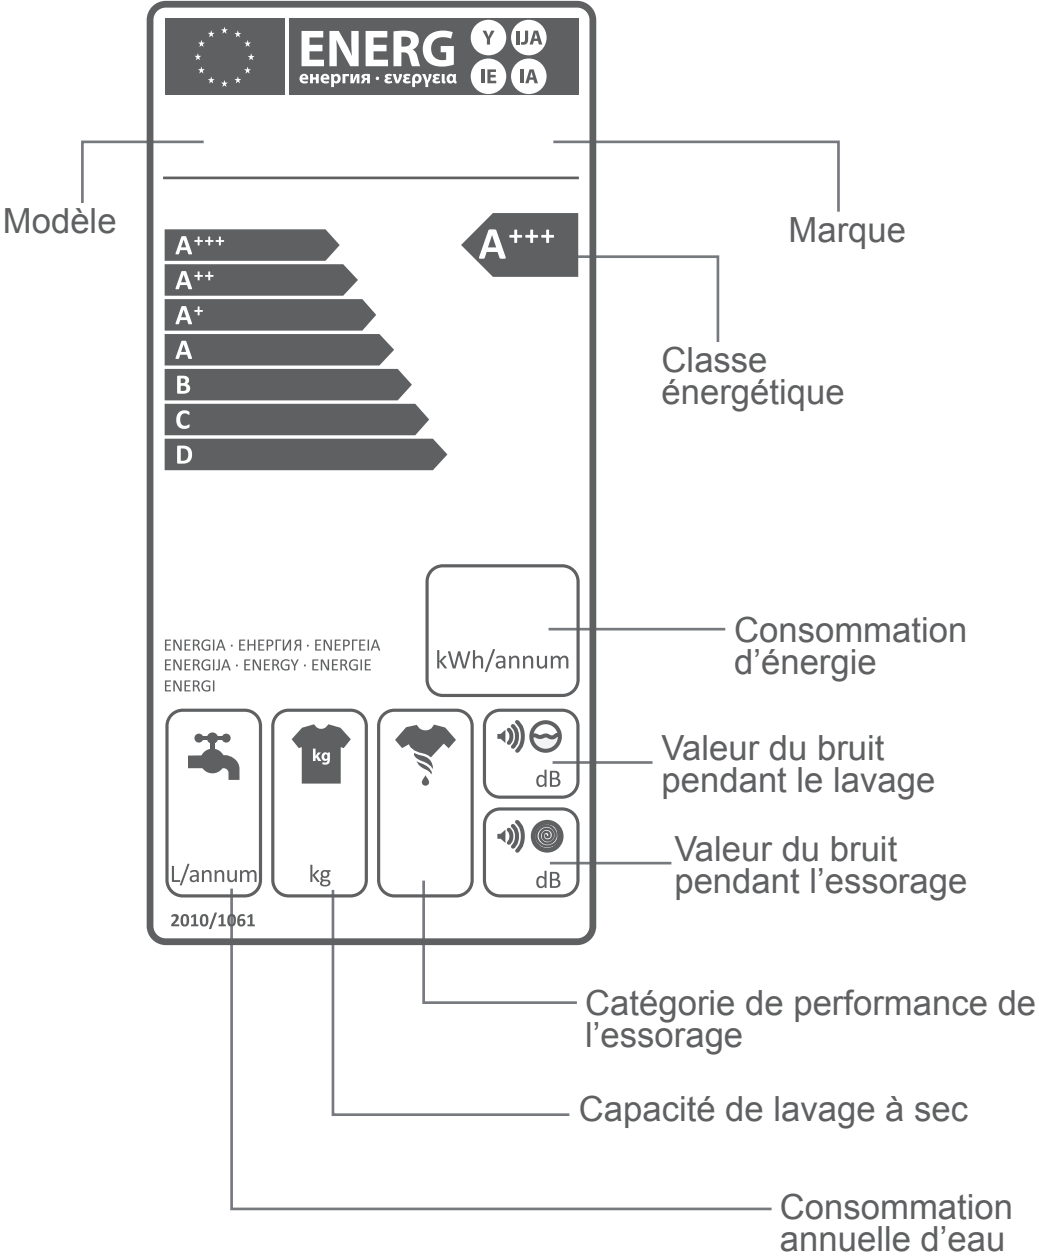 ENERG
енергия · ενεργεια
Y
IJA
IE
IA
Modèle
Marque
A+++
A+++
A++
A+
A
B
C
D
Classe
énergétique
ENERGIA · ЕНЕРГИЯ · ΕΝΕΡΓΕΙΑ
ENERGIJA · ENERGY · ENERGIE
ENERGI
kWh/annum
Consommation
d’énergie
kg
dB
Valeur du bruit
pendant le lavage
L/annum
kg
dB
Valeur du bruit
pendant l’essorage
2010/1061
Catégorie de performance de
l’essorage
Capacité de lavage à sec
Consommation
annuelle d’eau